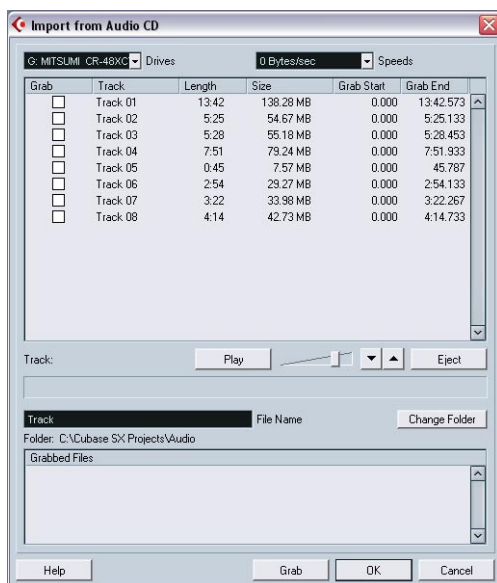 Import from Audio CD
G: MITSUMI CR-48XC Drives 0 Bytes/sec Speeds
Grab Track Length Size Grab Start Grab End
Track 01 13:42 138.28 MB 0.000 13:42.573
Track 02 5:25 54.67 MB 0.000 5:25.133
Track 03 5:28 55.18 MB 0.000 5:28.453
Track 04 7:51 79.24 MB 0.000 7:51.933
Track 05 0:45 7.57 MB 0.000 45.787
Track 06 2:54 29.27 MB 0.000 2:54.133
Track 07 3:22 33.98 MB 0.000 3:22.267
Track 08 4:14 42.73 MB 0.000 4:14.733
Track: Play Eject
Track File Name Change Folder
Folder: C:\Cubase SX Projects\Audio
Grabbed Files
Help Grab OK Cancel